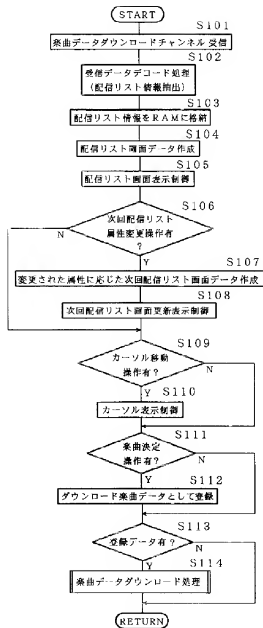 START
S101
楽曲データダウンロードチャンネル 受信
S102
受信データデコード処理
(配信リスト情報抽出)
S103
配信リスト情報をRAMに格納
S104
配信リスト画面データ作成
S105
配信リスト画面表示制御
S106
次回配信リスト
属性変更操作有
?
N
Y
S107
変更された属性に応じた次回配信リスト画面データ作成
S108
次回配信リスト画面更新表示制御
S109
カーソル移動
操作有?
N
Y
S110
カーソル表示制御
S111
楽曲決定
操作有?
N
Y
S112
ダウンロード楽曲データとして登録
S113
登録データ有?
N
Y
S114
楽曲データダウンロード処理
RETURN